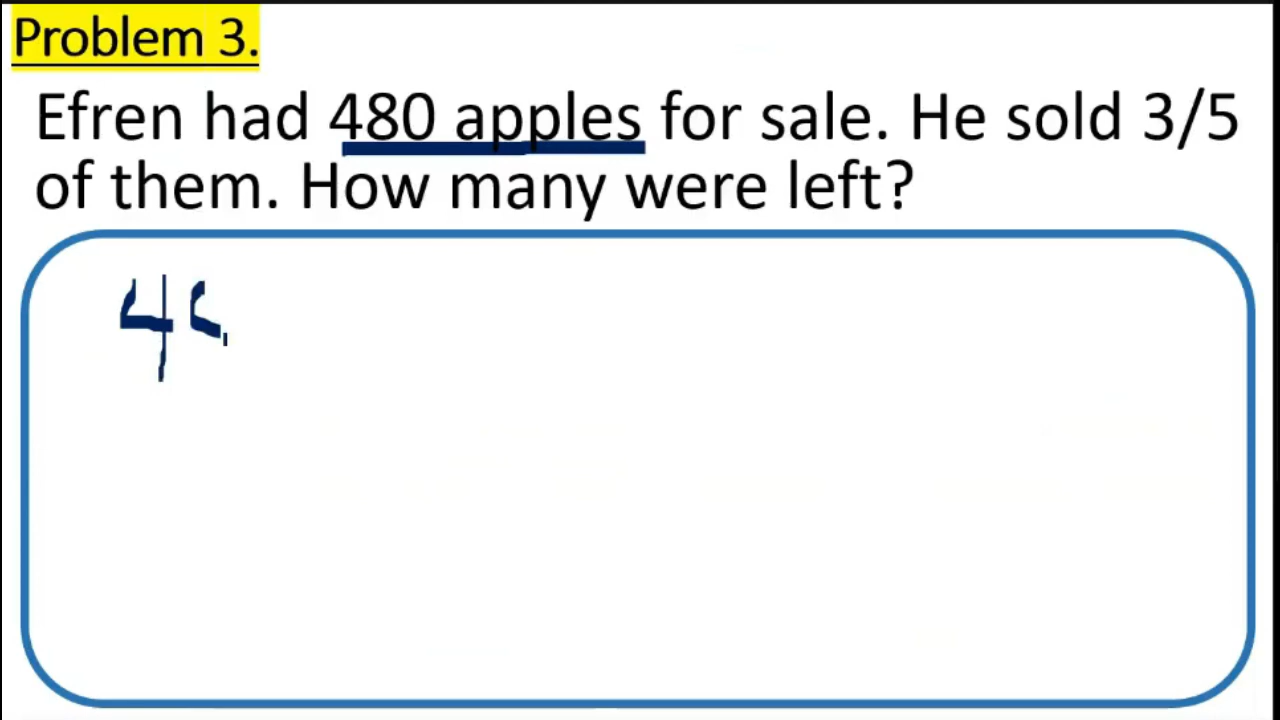 Problem 3.
Efren had 480 apples for sale. He sold 3/5
of them. How many were left?
4